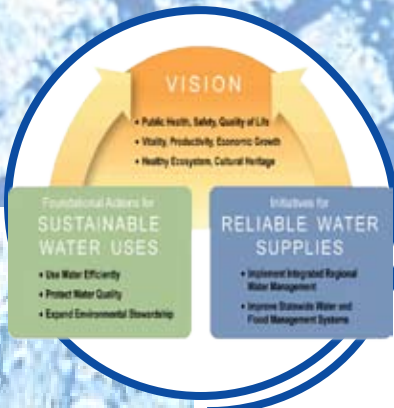 VISION
• Public Health, Safety, Quality of Life
• Vitality, Productivity, Economic Growth
• Healthy Ecosystem, Cultural Heritage
Foundational Actions for
SUSTAINABLE
WATER USES
• Use Water Efficiently
• Protect Water Quality
• Expand Environmental Stewardship
Initiatives for
RELIABLE WATER
SUPPLIES
• Implement Integrated Regional
Water Management
• Improve Statewide Water and
Flood Management Systems